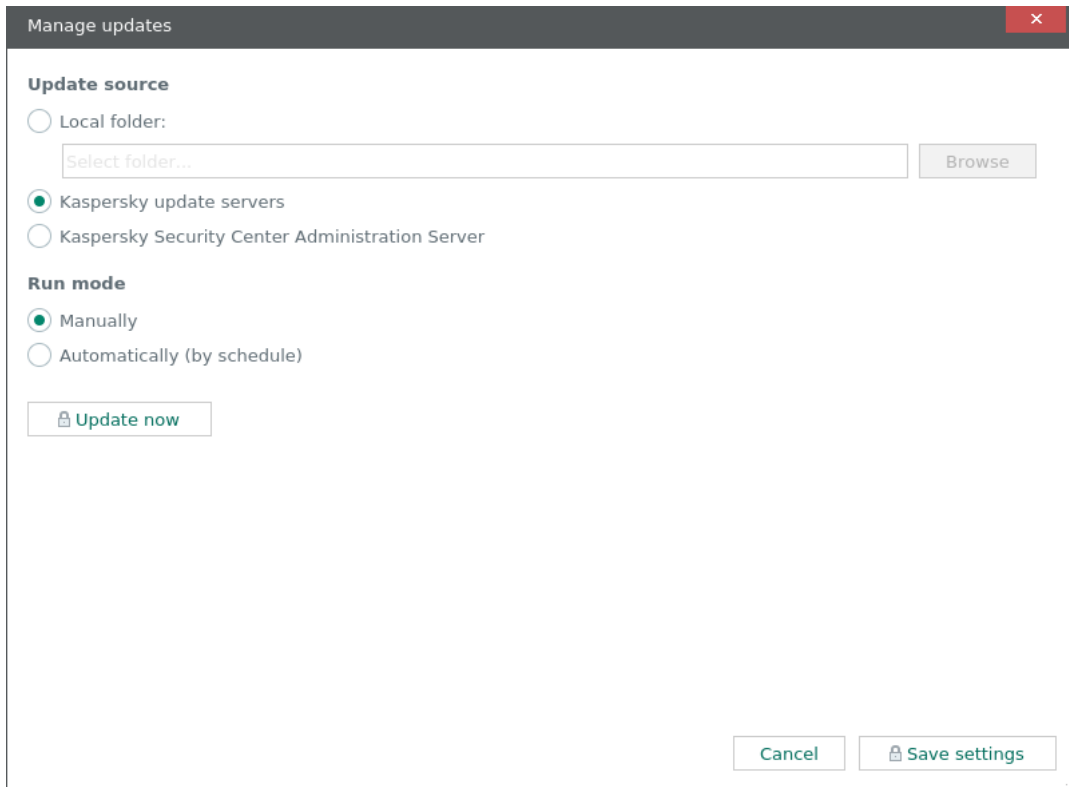 Manage updates
Update source
Local folder:
Select folder... Browse
Kaspersky update servers
Kaspersky Security Center Administration Server
Run mode
Manually
Automatically (by schedule)
Update now
Cancel Save settings